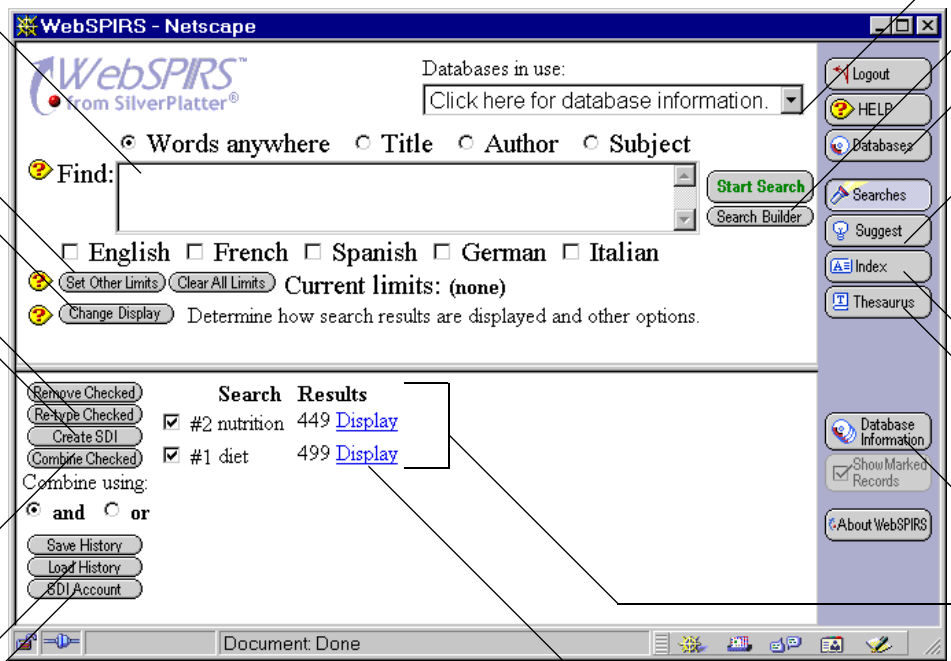 WebSPIRS - Netscape
WebSPIRS™
from SilverPlatter®
Databases in use:
Click here for database information.
Words anywhere Title Author Subject
Find:
Start Search
Search Builder
English French Spanish German Italian
Set Other Limits Clear All Limits Current limits: (none)
Change Display Determine how search results are displayed and other options.
Logout
HELP
Databases
Searches
Suggest
Index
Thesaurus
Remove Checked
Re-type Checked
Create SDI
Combine Checked
Combine using:
and or
Save History
Load History
SDI Account
Search Results
#2 nutrition 449 Display
#1 diet 499 Display
Database
Information
Show Marked
Records
About WebSPIRS
Document: Done